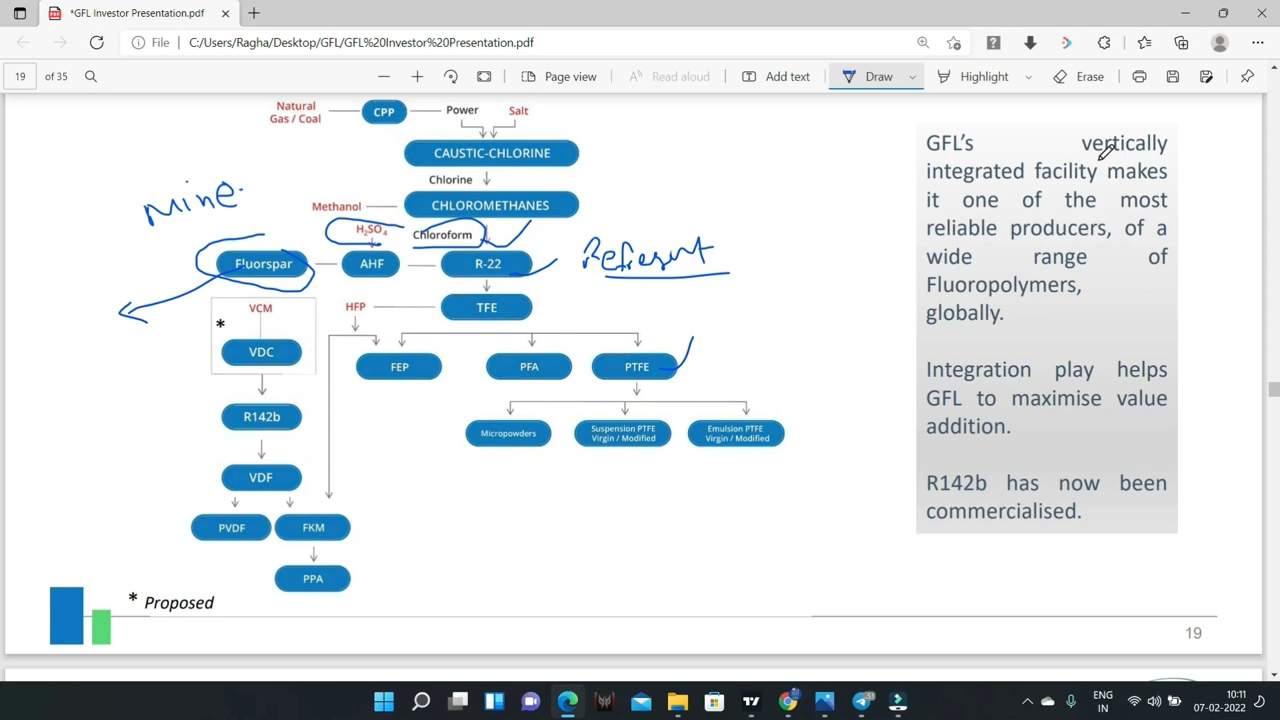 *GFL Investor Presentation.pdf
File C:/Users/Ragha/Desktop/GFL/GFL%20Investor%20Presentation.pdf
19 of 35 Page view Read aloud Add text Draw Highlight Erase
Natural
Gas / Coal
CPP
Power
Salt
CAUSTIC-CHLORINE
Chlorine
Methanol
CHLOROMETHANES
mine
H₂SO₄
Chloroform
Fluorspar
AHF
R-22
VCM
HFP
TFE
*
VDC
FEP
PFA
PTFE
R142b
Micropowders
Suspension PTFE
Virgin / Modified
Emulsion PTFE
Virgin / Modified
VDF
PVDF
FKM
PPA
* Proposed
GFL's vertically
integrated facility makes
it one of the most
reliable producers, of a
wide range of
Fluoropolymers,
globally.
Integration play helps
GFL to maximise value
addition.
R142b has now been
commercialised.
19
ENG
IN
10:11
07-02-2022